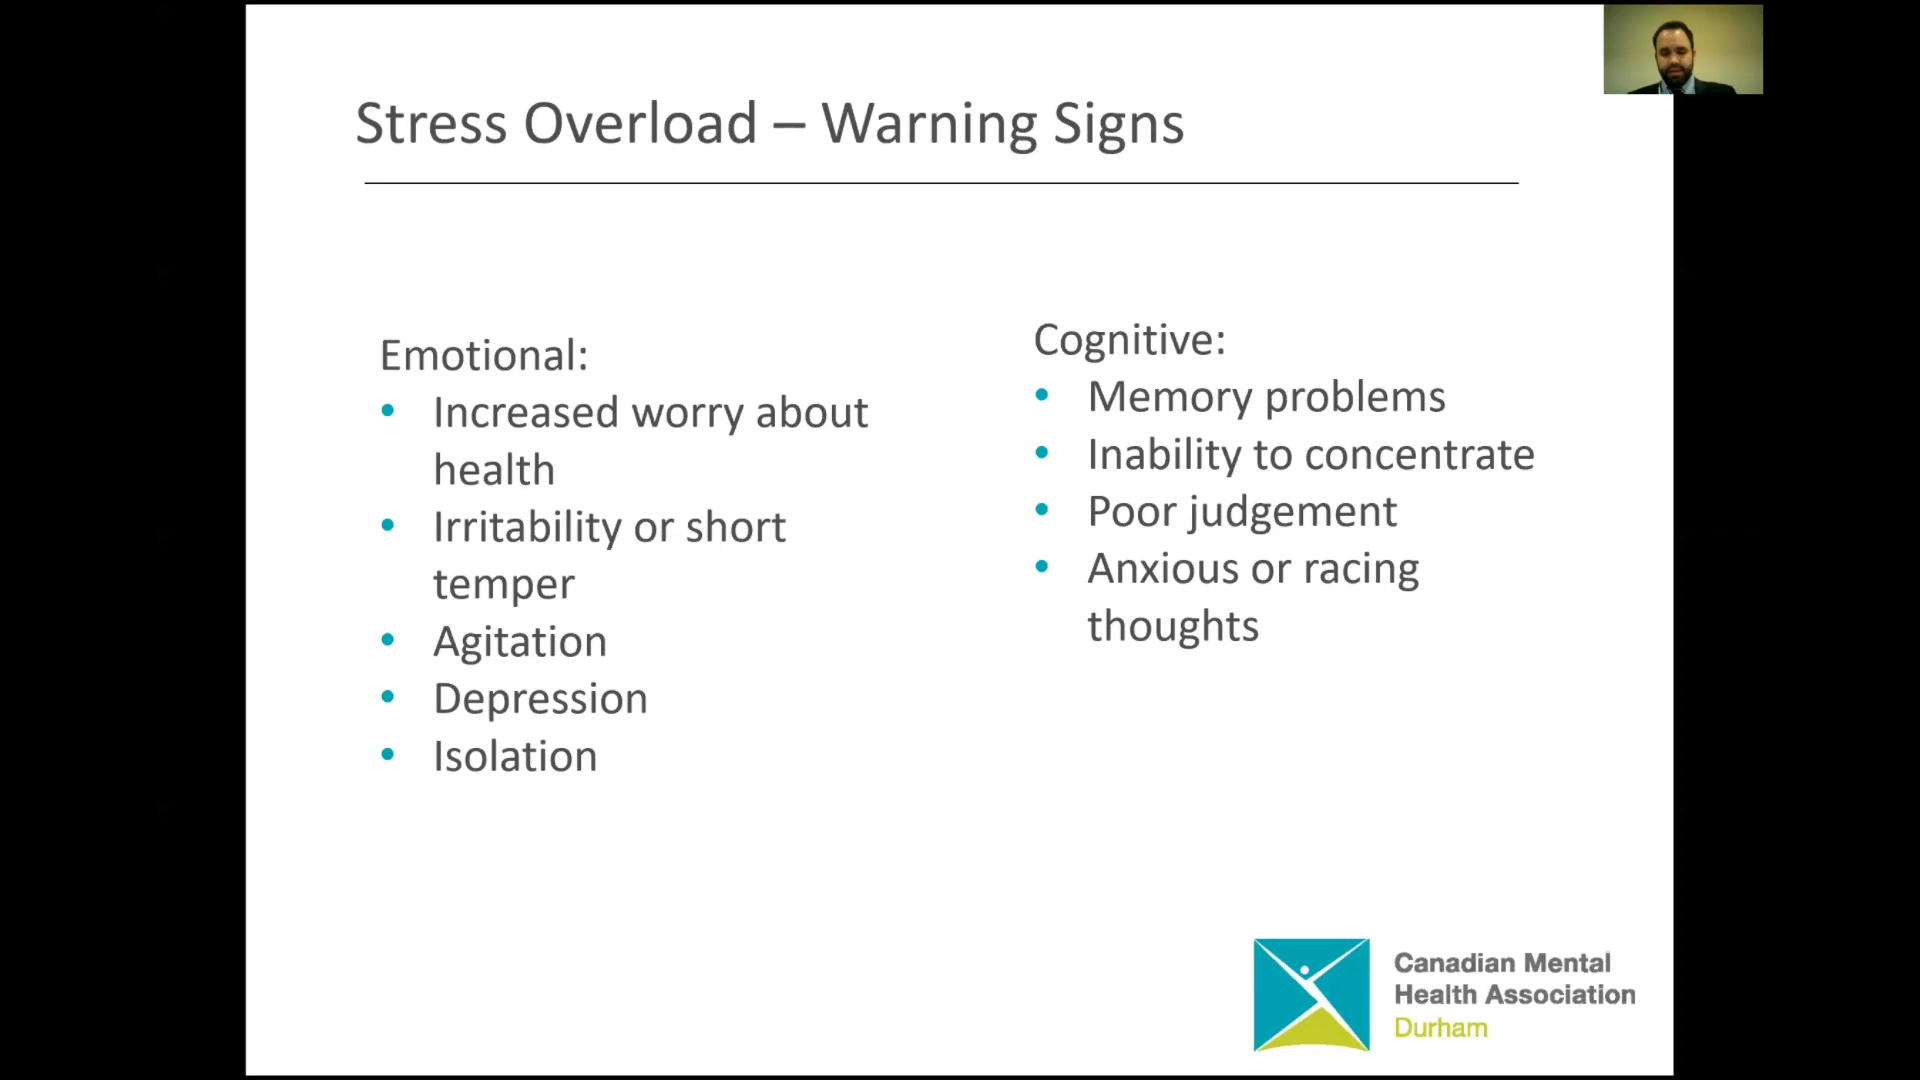 Stress Overload – Warning Signs
Emotional:
• Increased worry about
health
• Irritability or short
temper
• Agitation
• Depression
• Isolation
Cognitive:
• Memory problems
• Inability to concentrate
• Poor judgement
• Anxious or racing
thoughts
Canadian Mental
Health Association
Durham